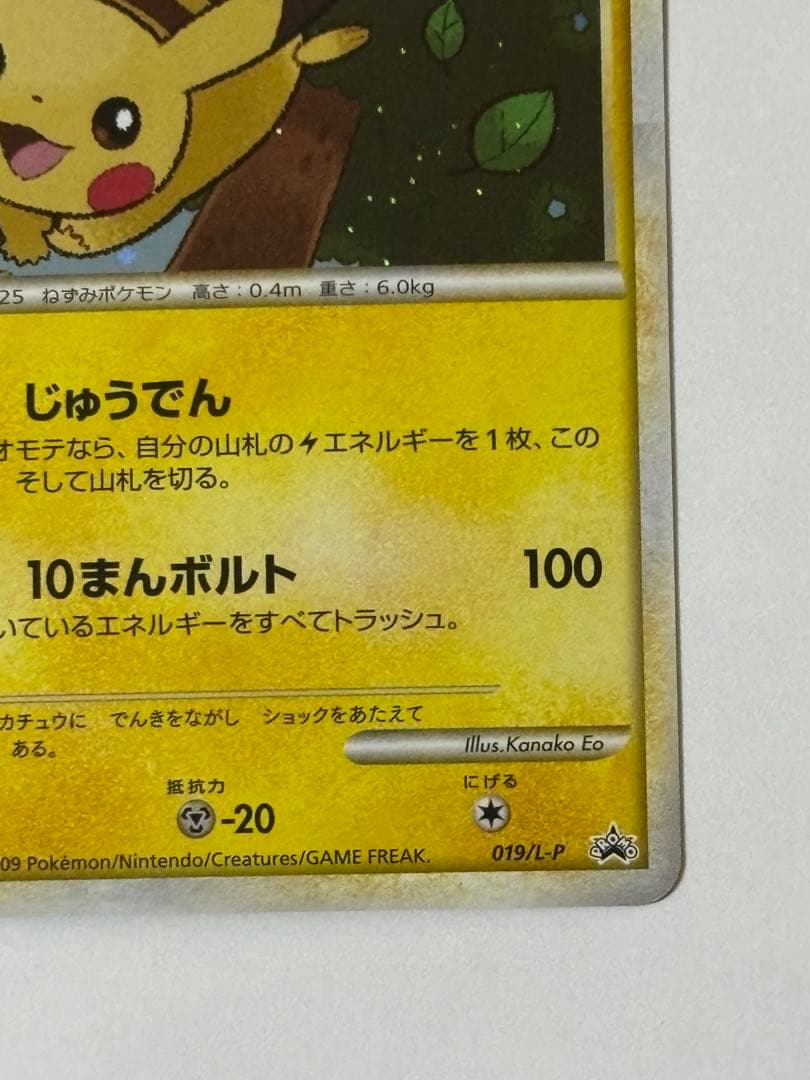 25 ねずみポケモン 高さ：0.4m 重さ：6.0kg
じゅうでん
オモテなら、自分の山札のエネルギーを1枚、この
そして山札を切る。
10まんボルト 100
いているエネルギーをすべてトラッシュ。
カチュウに でんきをながし ショックをあたえて
ある。
Illus.Kanako Eo
抵抗力 にげる
-20
09 Pokémon/Nintendo/Creatures/GAME FREAK. 019/L-P PROMO